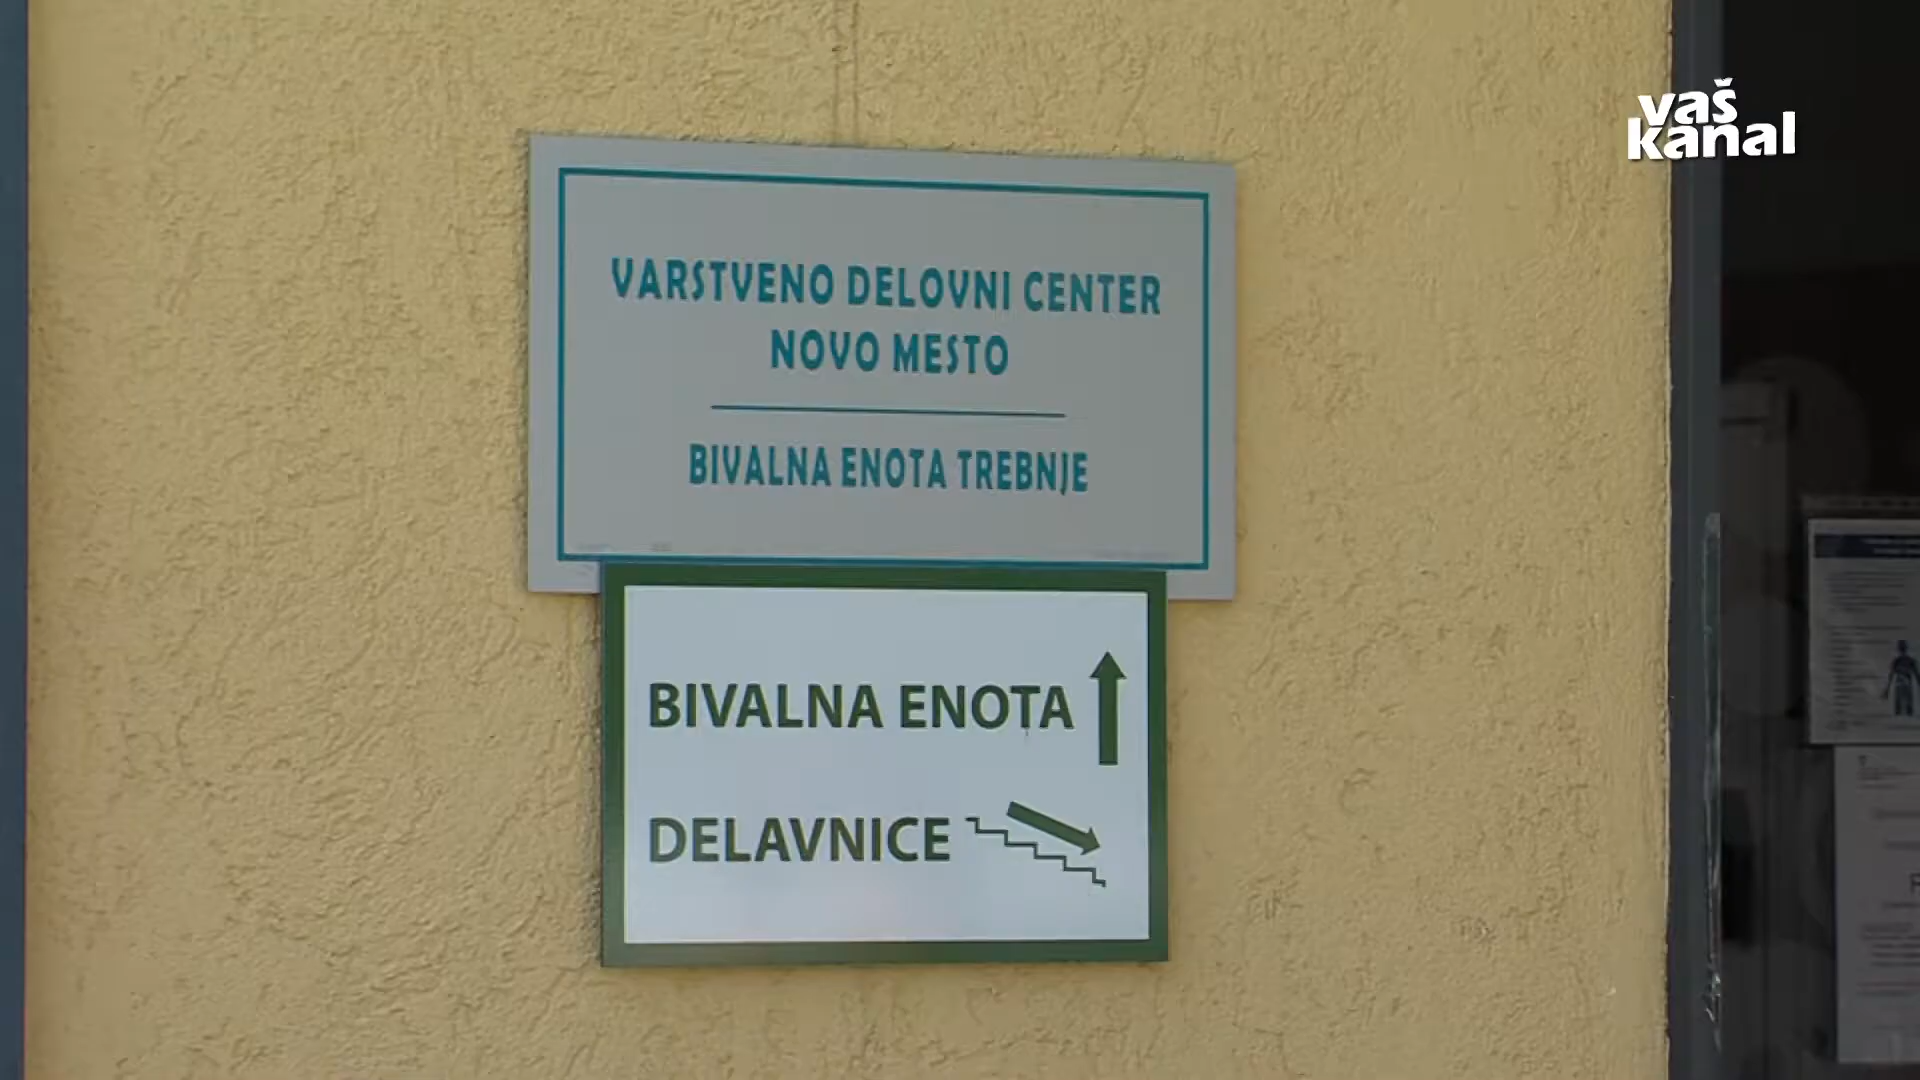 vaš
kanal
VARSTVENO DELOVNI CENTER
NOVO MESTO
BIVALNA ENOTA TREBNJE
BIVALNA ENOTA
DELAVNICE